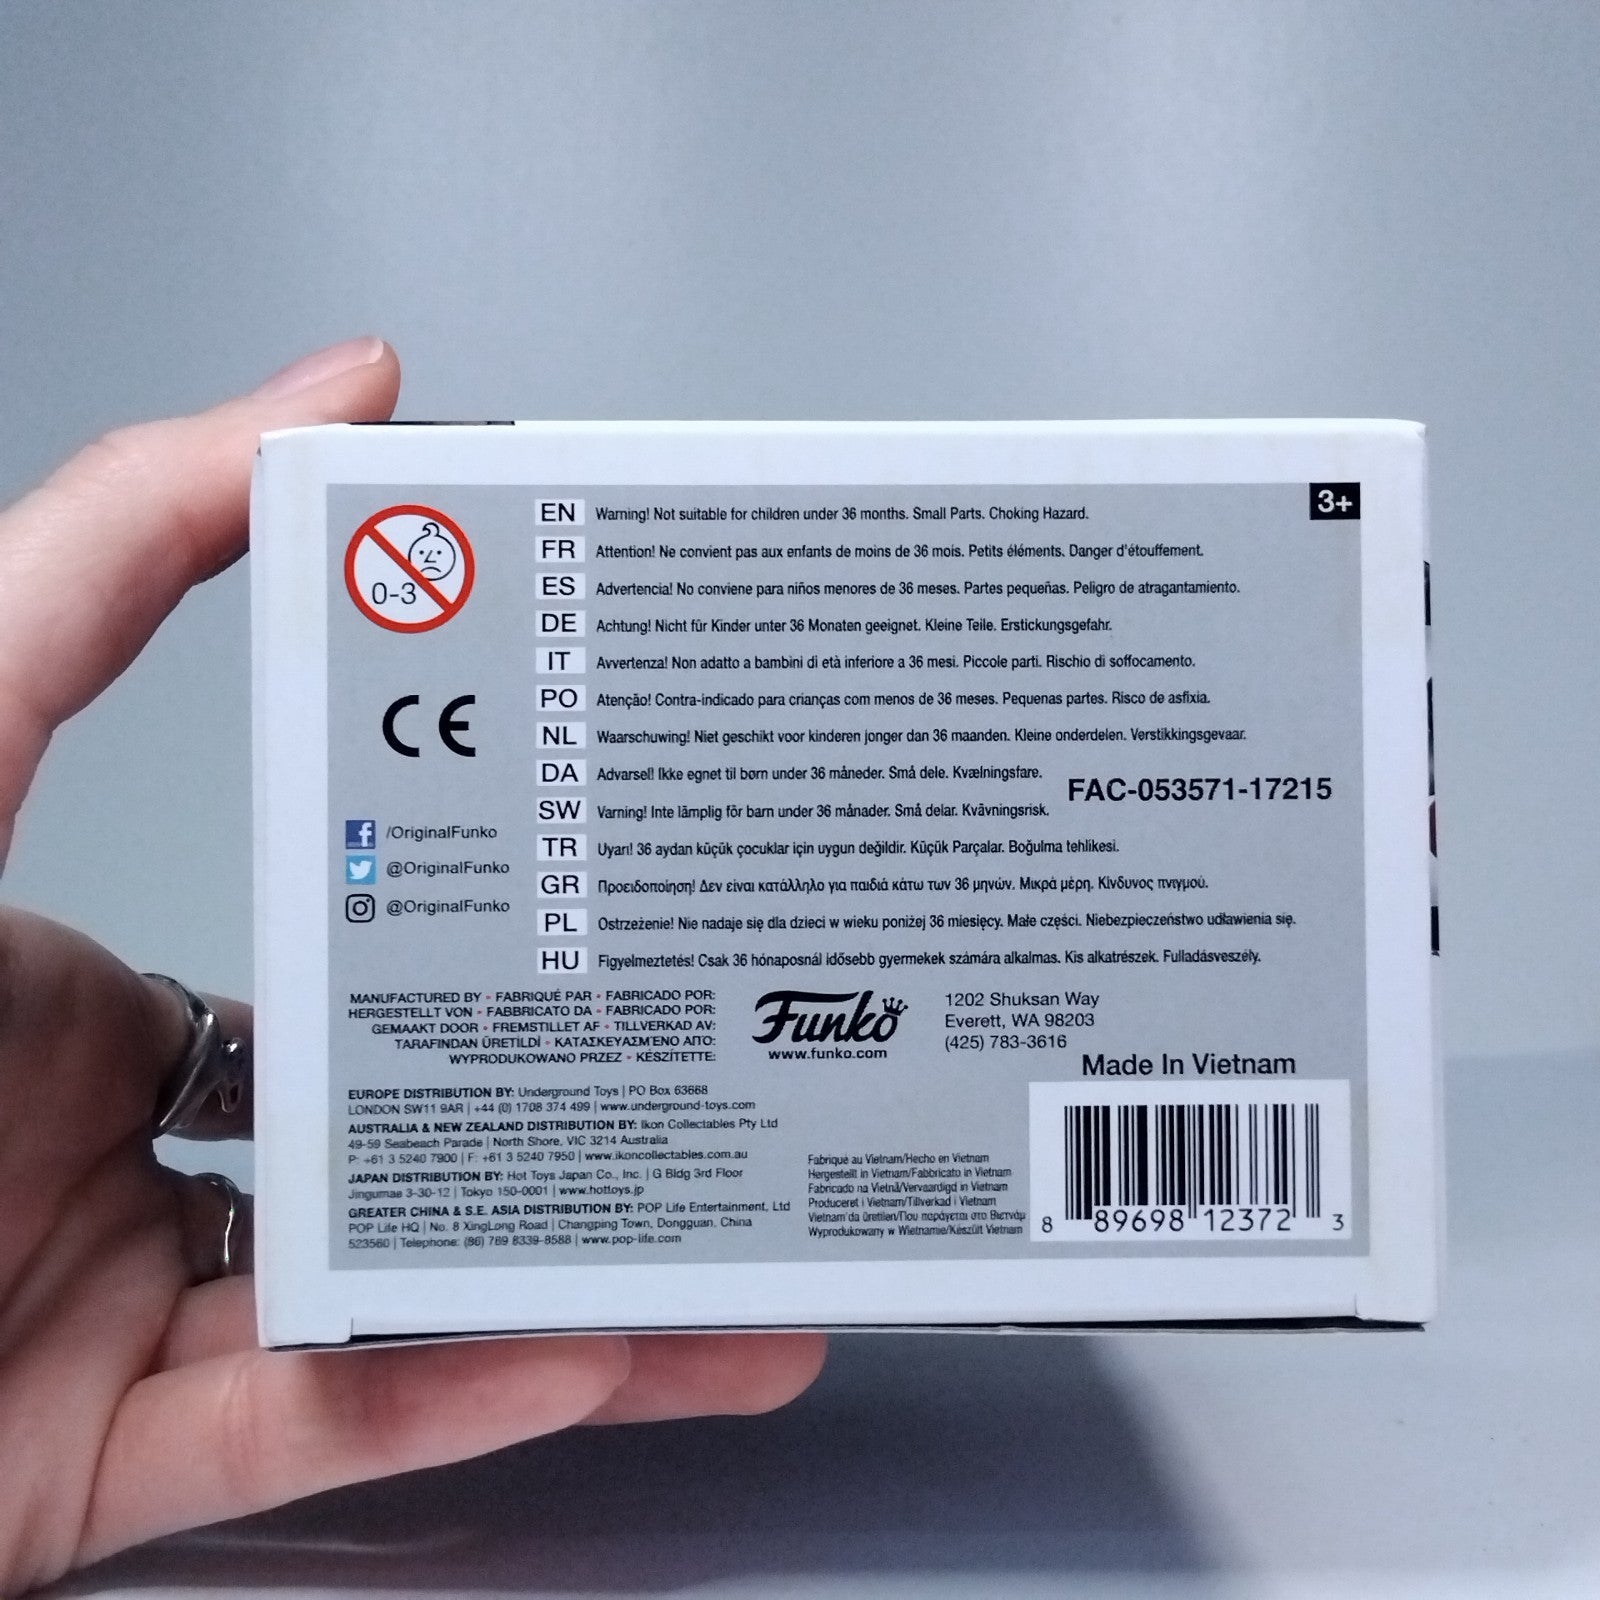 3+
0-3
EN Warning! Not suitable for children under 36 months. Small Parts. Choking Hazard.
FR Attention! Ne convient pas aux enfants de moins de 36 mois. Petits éléments. Danger d'étouffement.
ES Advertencia! No conviene para niños menores de 36 meses. Partes pequeñas. Peligro de atragantamiento.
DE Achtung! Nicht für Kinder unter 36 Monaten geeignet. Kleine Teile. Erstickungsgefahr.
IT Avvertenza! Non adatto a bambini di età inferiore a 36 mesi. Piccole parti. Rischio di soffocamento.
PO Atenção! Contra-indicado para crianças com menos de 36 meses. Pequenas partes. Risco de asfixia.
NL Waarschuwing! Niet geschikt voor kinderen jonger dan 36 maanden. Kleine onderdelen. Verstikkingsgevaar.
DA Advarsel! Ikke egnet til børn under 36 måneder. Små dele. Kvælningsfare.
FAC-053571-17215
SW Varning! Inte lämplig för barn under 36 månader. Små delar. Kvävningsrisk.
TR Uyarı! 36 aydan küçük çocuklar için uygun değildir. Küçük Parçalar. Boğulma tehlikesi.
GR Προειδοποίηση! Δεν είναι κατάλληλο για παιδιά κάτω των 36 μηνών. Μικρά μέρη. Κίνδυνος πνιγμού.
PL Ostrzeżenie! Nie nadaje się dla dzieci w wieku poniżej 36 miesięcy. Małe części. Niebezpieczeństwo udławienia się.
HU Figyelmeztetés! Csak 36 hónaposnál idősebb gyermekek számára alkalmas. Kis alkatrészek. Fulladásveszély.
CE
/OriginalFunko
@OriginalFunko
@OriginalFunko
MANUFACTURED BY • FABRIQUÉ PAR • FABRICADO POR:
HERGESTELLT VON • FABBRICATO DA • FABRICADO POR:
GEMAAKT DOOR • FREMSTILLET AF • TILLVERKAD AV:
TARAFINDAN ÜRETİLDİ • ΚΑΤΑΣΚΕΥΑΣΜΈΝΟ ΑΠΌ:
WYPRODUKOWANO PRZEZ • KÉSZÍTETTE:
Funko
www.funko.com
1202 Shuksan Way
Everett, WA 98203
(425) 783-3616
Made In Vietnam
EUROPE DISTRIBUTION BY: Underground Toys | PO Box 63668
LONDON SW11 9AR | +44 (0) 1708 374 499 | www.underground-toys.com
AUSTRALIA & NEW ZEALAND DISTRIBUTION BY: Ikon Collectables Pty Ltd
49-59 Seabeach Parade | North Shore, VIC 3214 Australia
P: +61 3 5240 7900 | F: +61 3 5240 7950 | www.ikoncollectables.com.au
JAPAN DISTRIBUTION BY: Hot Toys Japan Co., Inc. | G Bldg 3rd Floor
Jingumae 3-30-12 | Tokyo 150-0001 | www.hottoys.jp
GREATER CHINA & S.E. ASIA DISTRIBUTION BY: POP Life Entertainment, Ltd
POP Life HQ | No. 8 XingLong Road | Changping Town, Dongguan, China
523560 | Telephone: (86) 769 8339-8588 | www.pop-life.com
Fabriqué au Vietnam/Hecho en Vietnam
Hergestellt in Vietnam/Fabbricato in Vietnam
Fabricado na Vietnã/Vervaardigd in Vietnam
Produceret i Vietnam/Tillverkad i Vietnam
Vietnam'da üretilen/Που παράγεται στο Βιετνάμ
Wyprodukowany w Wietnamie/Készült Vietnam
8 89698 12372 3